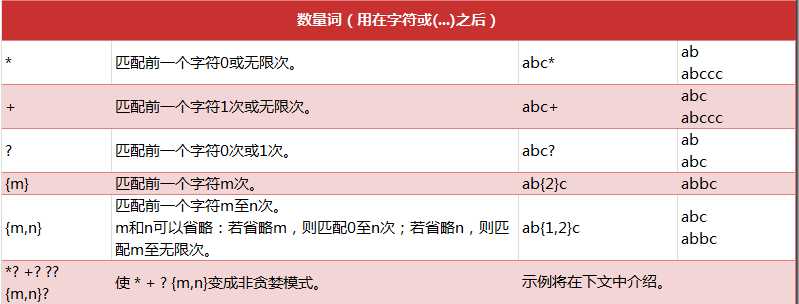 数量词（用在字符或(...)之后）
* 匹配前一个字符0或无限次。 abc* ab
abccc
+ 匹配前一个字符1次或无限次。 abc+ abc
abccc
? 匹配前一个字符0次或1次。 abc? ab
abc
{m} 匹配前一个字符m次。 ab{2}c abbc
{m,n} 匹配前一个字符m至n次。
m和n可以省略：若省略m，则匹配0至n次；若省略n，则匹
配m至无限次。 ab{1,2}c abc
abbc
*? +? ??
{m,n}? 使 * + ? {m,n}变成非贪婪模式。 示例将在下文中介绍。